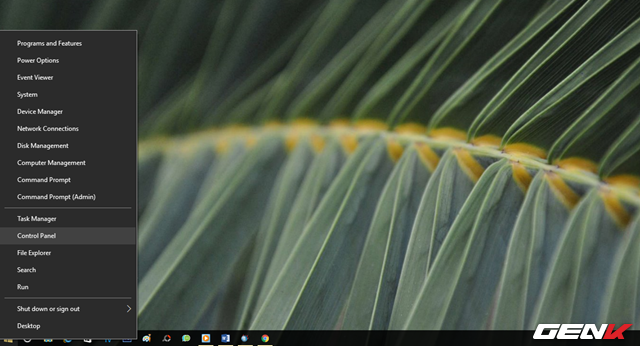 Programs and Features
Power Options
Event Viewer
System
Device Manager
Network Connections
Disk Management
Computer Management
Command Prompt
Command Prompt (Admin)
Task Manager
Control Panel
File Explorer
Search
Run
Shut down or sign out
Desktop
GENK